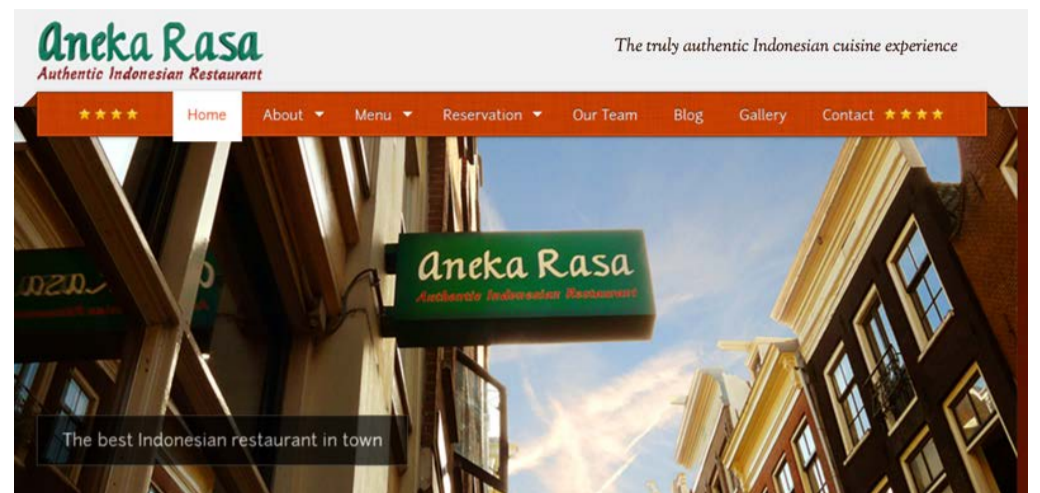 Aneka Rasa
Authentic Indonesian Restaurant
The truly authentic Indonesian cuisine experience
Home About Menu Reservation Our Team Blog Gallery Contact
Aneka Rasa
Authentic Indonesian Restaurant
The best Indonesian restaurant in town